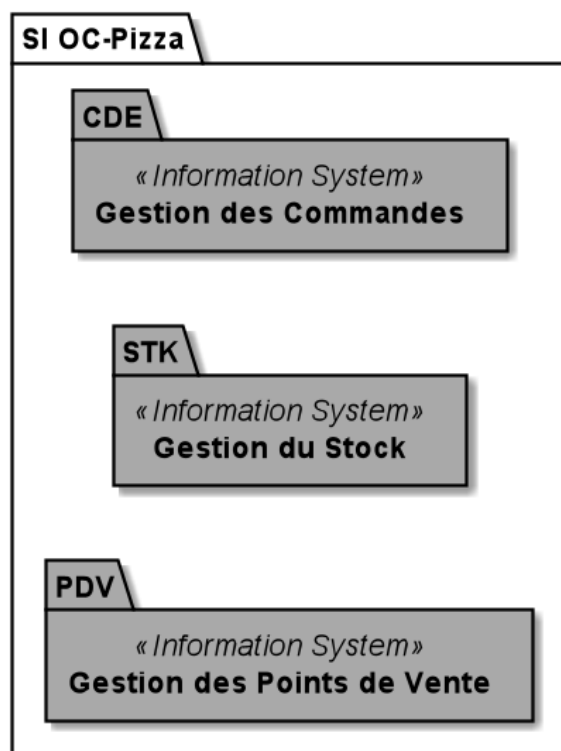 SI OC-Pizza
CDE
«Information System»
Gestion des Commandes
STK
«Information System»
Gestion du Stock
PDV
«Information System»
Gestion des Points de Vente